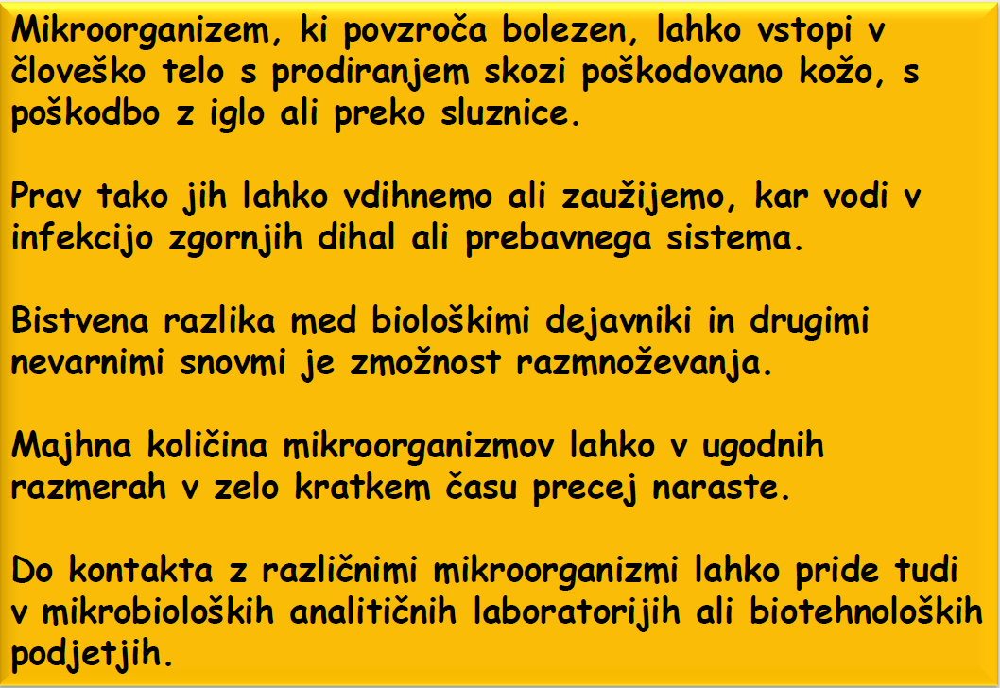 Mikroorganizem, ki povzroča bolezen, lahko vstopi v
človeško telo s prodiranjem skozi poškodovano kožo, s
poškodbo z iglo ali preko sluznice.
Prav tako jih lahko vdihnemo ali zaužijemo, kar vodi v
infekcijo zgornjih dihal ali prebavnega sistema.
Bistvena razlika med biološkimi dejavniki in drugimi
nevarnimi snovmi je zmožnost razmnoževanja.
Majhna količina mikroorganizmov lahko v ugodnih
razmerah v zelo kratkem času precej naraste.
Do kontakta z različnimi mikroorganizmi lahko pride tudi
v mikrobioloških analitičnih laboratorijih ali biotehnoloških
podjetjih.